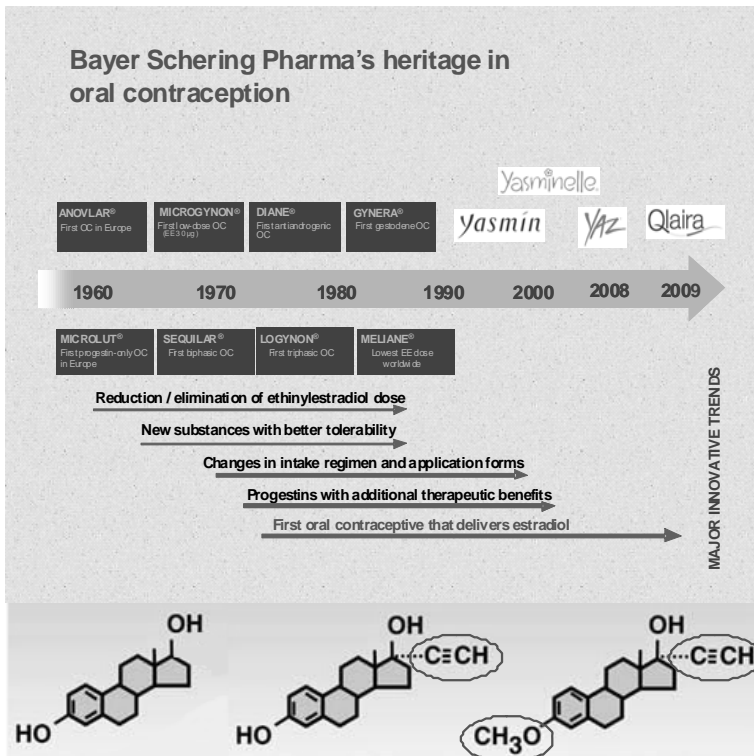 Bayer Schering Pharma's heritage in
oral contraception
Yasminelle®
ANOVLAR®
First OC in Europe
MICROGYNON®
First low-dose OC
(EE 30 µg)
DIANE®
First antiandrogenic
OC
GYNERA®
First gestodene OC
Yasmin
YAZ
Qlaira
1960 1970 1980 1990 2000 2008 2009
MICROLUT®
First progestin-only OC
in Europe
SEQUILAR®
First biphasic OC
LOGYNON®
First triphasic OC
MELIANE®
Lowest EE dose
worldwide
Reduction / elimination of ethinylestradiol dose
New substances with better tolerability
Changes in intake regimen and application forms
Progestins with additional therapeutic benefits
First oral contraceptive that delivers estradiol
MAJOR INNOVATIVE TRENDS
OH
HO
OH
C≡CH
HO
OH
C≡CH
CH₃O